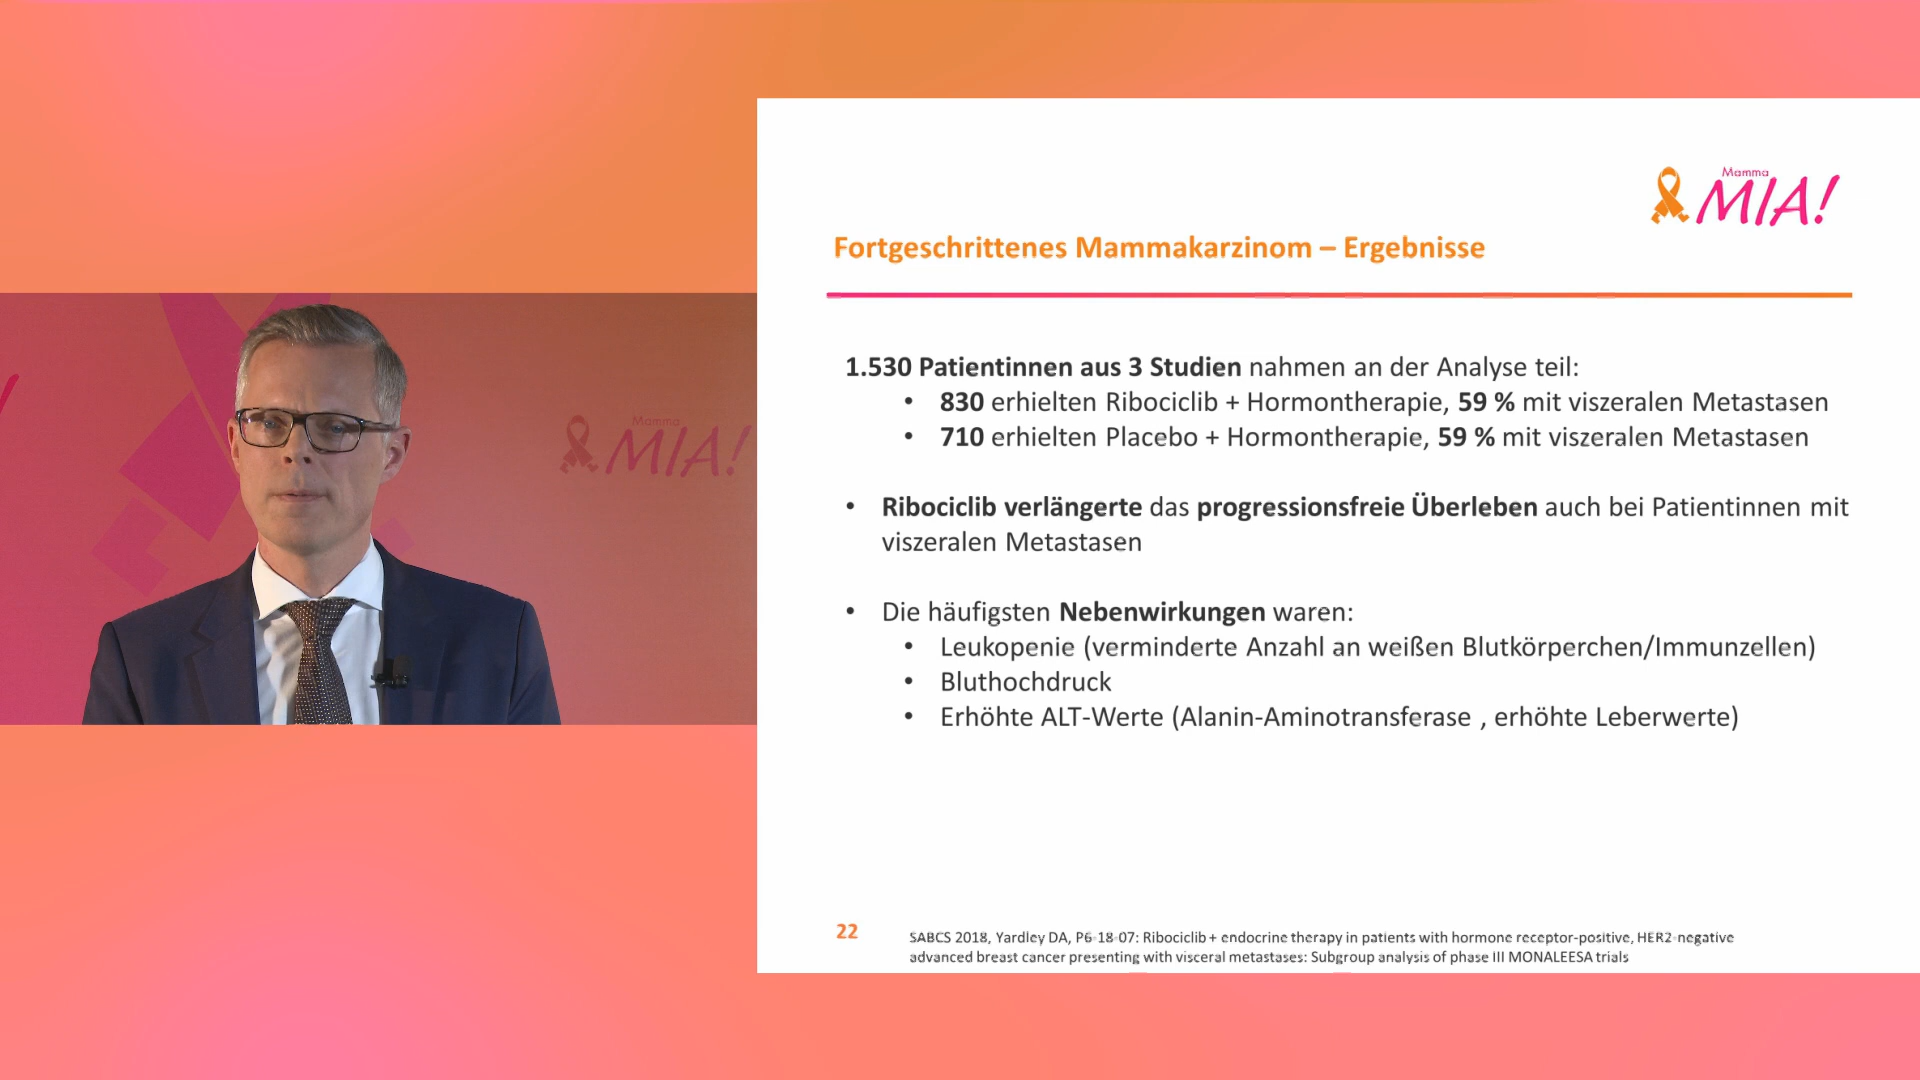 Mamma
MIA!
Mamma
MIA!
Fortgeschrittenes Mammakarzinom – Ergebnisse
1.530 Patientinnen aus 3 Studien nahmen an der Analyse teil:
• 830 erhielten Ribociclib + Hormontherapie, 59 % mit viszeralen Metastasen
• 710 erhielten Placebo + Hormontherapie, 59 % mit viszeralen Metastasen
• Ribociclib verlängerte das progressionsfreie Überleben auch bei Patientinnen mit
viszeralen Metastasen
• Die häufigsten Nebenwirkungen waren:
• Leukopenie (verminderte Anzahl an weißen Blutkörperchen/Immunzellen)
• Bluthochdruck
• Erhöhte ALT-Werte (Alanin-Aminotransferase , erhöhte Leberwerte)
22
SABCS 2018, Yardley DA, P6-18-07: Ribociclib + endocrine therapy in patients with hormone receptor-positive, HER2-negative
advanced breast cancer presenting with visceral metastases: Subgroup analysis of phase III MONALEESA trials